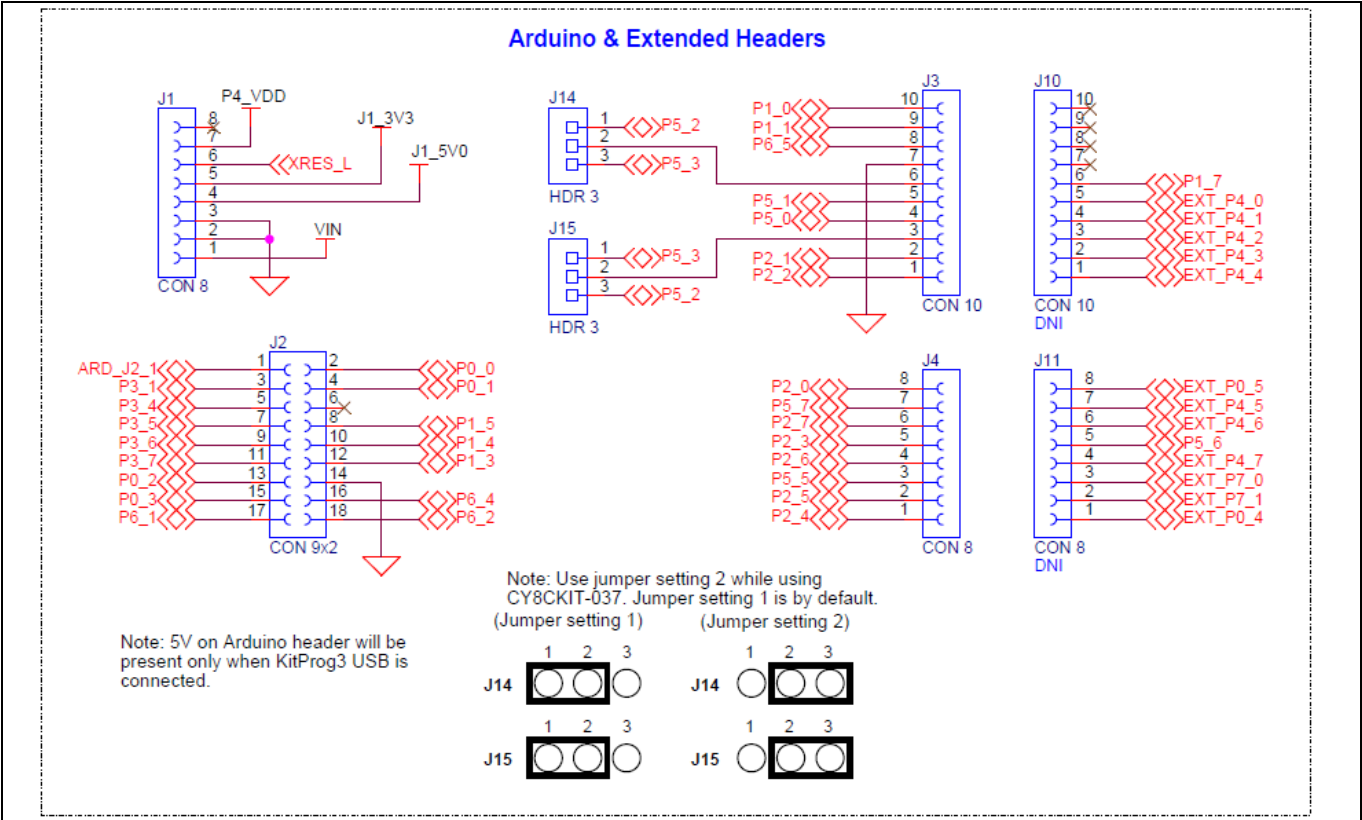 Arduino & Extended Headers
J1
P4_VDD
J1_3V3
J1_5V0
8
7
6
XRES_L
5
4
3
2
VIN
1
CON 8
J14
1
P5_2
2
3
P5_3
HDR 3
J15
1
P5_3
2
3
P5_2
HDR 3
J3
P1_0 10
P1_1 9
P6_5 8
7
6
P5_1 5
P5_0 4
3
P2_1 2
P2_2 1
CON 10
J10
10
9
8
7
6 P1_7
5 EXT_P4_0
4 EXT_P4_1
3 EXT_P4_2
2 EXT_P4_3
1 EXT_P4_4
CON 10
DNI
J2
ARD_J2_1 1 2 P0_0
P3_1 3 4 P0_1
P3_4 5 6
P3_5 7 8 P1_5
P3_6 9 10 P1_4
P3_7 11 12 P1_3
P0_2 13 14
P0_3 15 16 P6_4
P6_1 17 18 P6_2
CON 9x2
J4
P2_0 8
P5_7 7
P2_7 6
P2_3 5
P2_6 4
P5_5 3
P2_5 2
P2_4 1
CON 8
J11
8 EXT_P0_5
7 EXT_P4_5
6 EXT_P4_6
5 P5_6
4 EXT_P4_7
3 EXT_P7_0
2 EXT_P7_1
1 EXT_P0_4
CON 8
DNI
Note: Use jumper setting 2 while using
CY8CKIT-037. Jumper setting 1 is by default.
(Jumper setting 1) (Jumper setting 2)
1 2 3 1 2 3
J14 J14
1 2 3 1 2 3
J15 J15
Note: 5V on Arduino header will be
present only when KitProg3 USB is
connected.